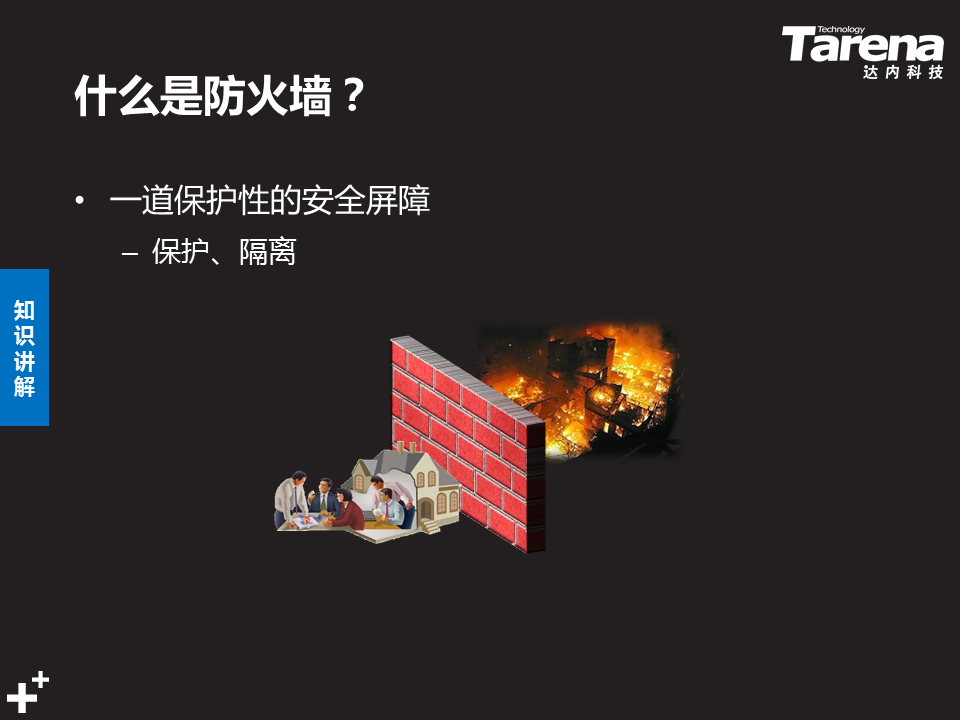 Technology
Tarena
达内科技
什么是防火墙？
• 一道保护性的安全屏障
– 保护、隔离
知识讲解